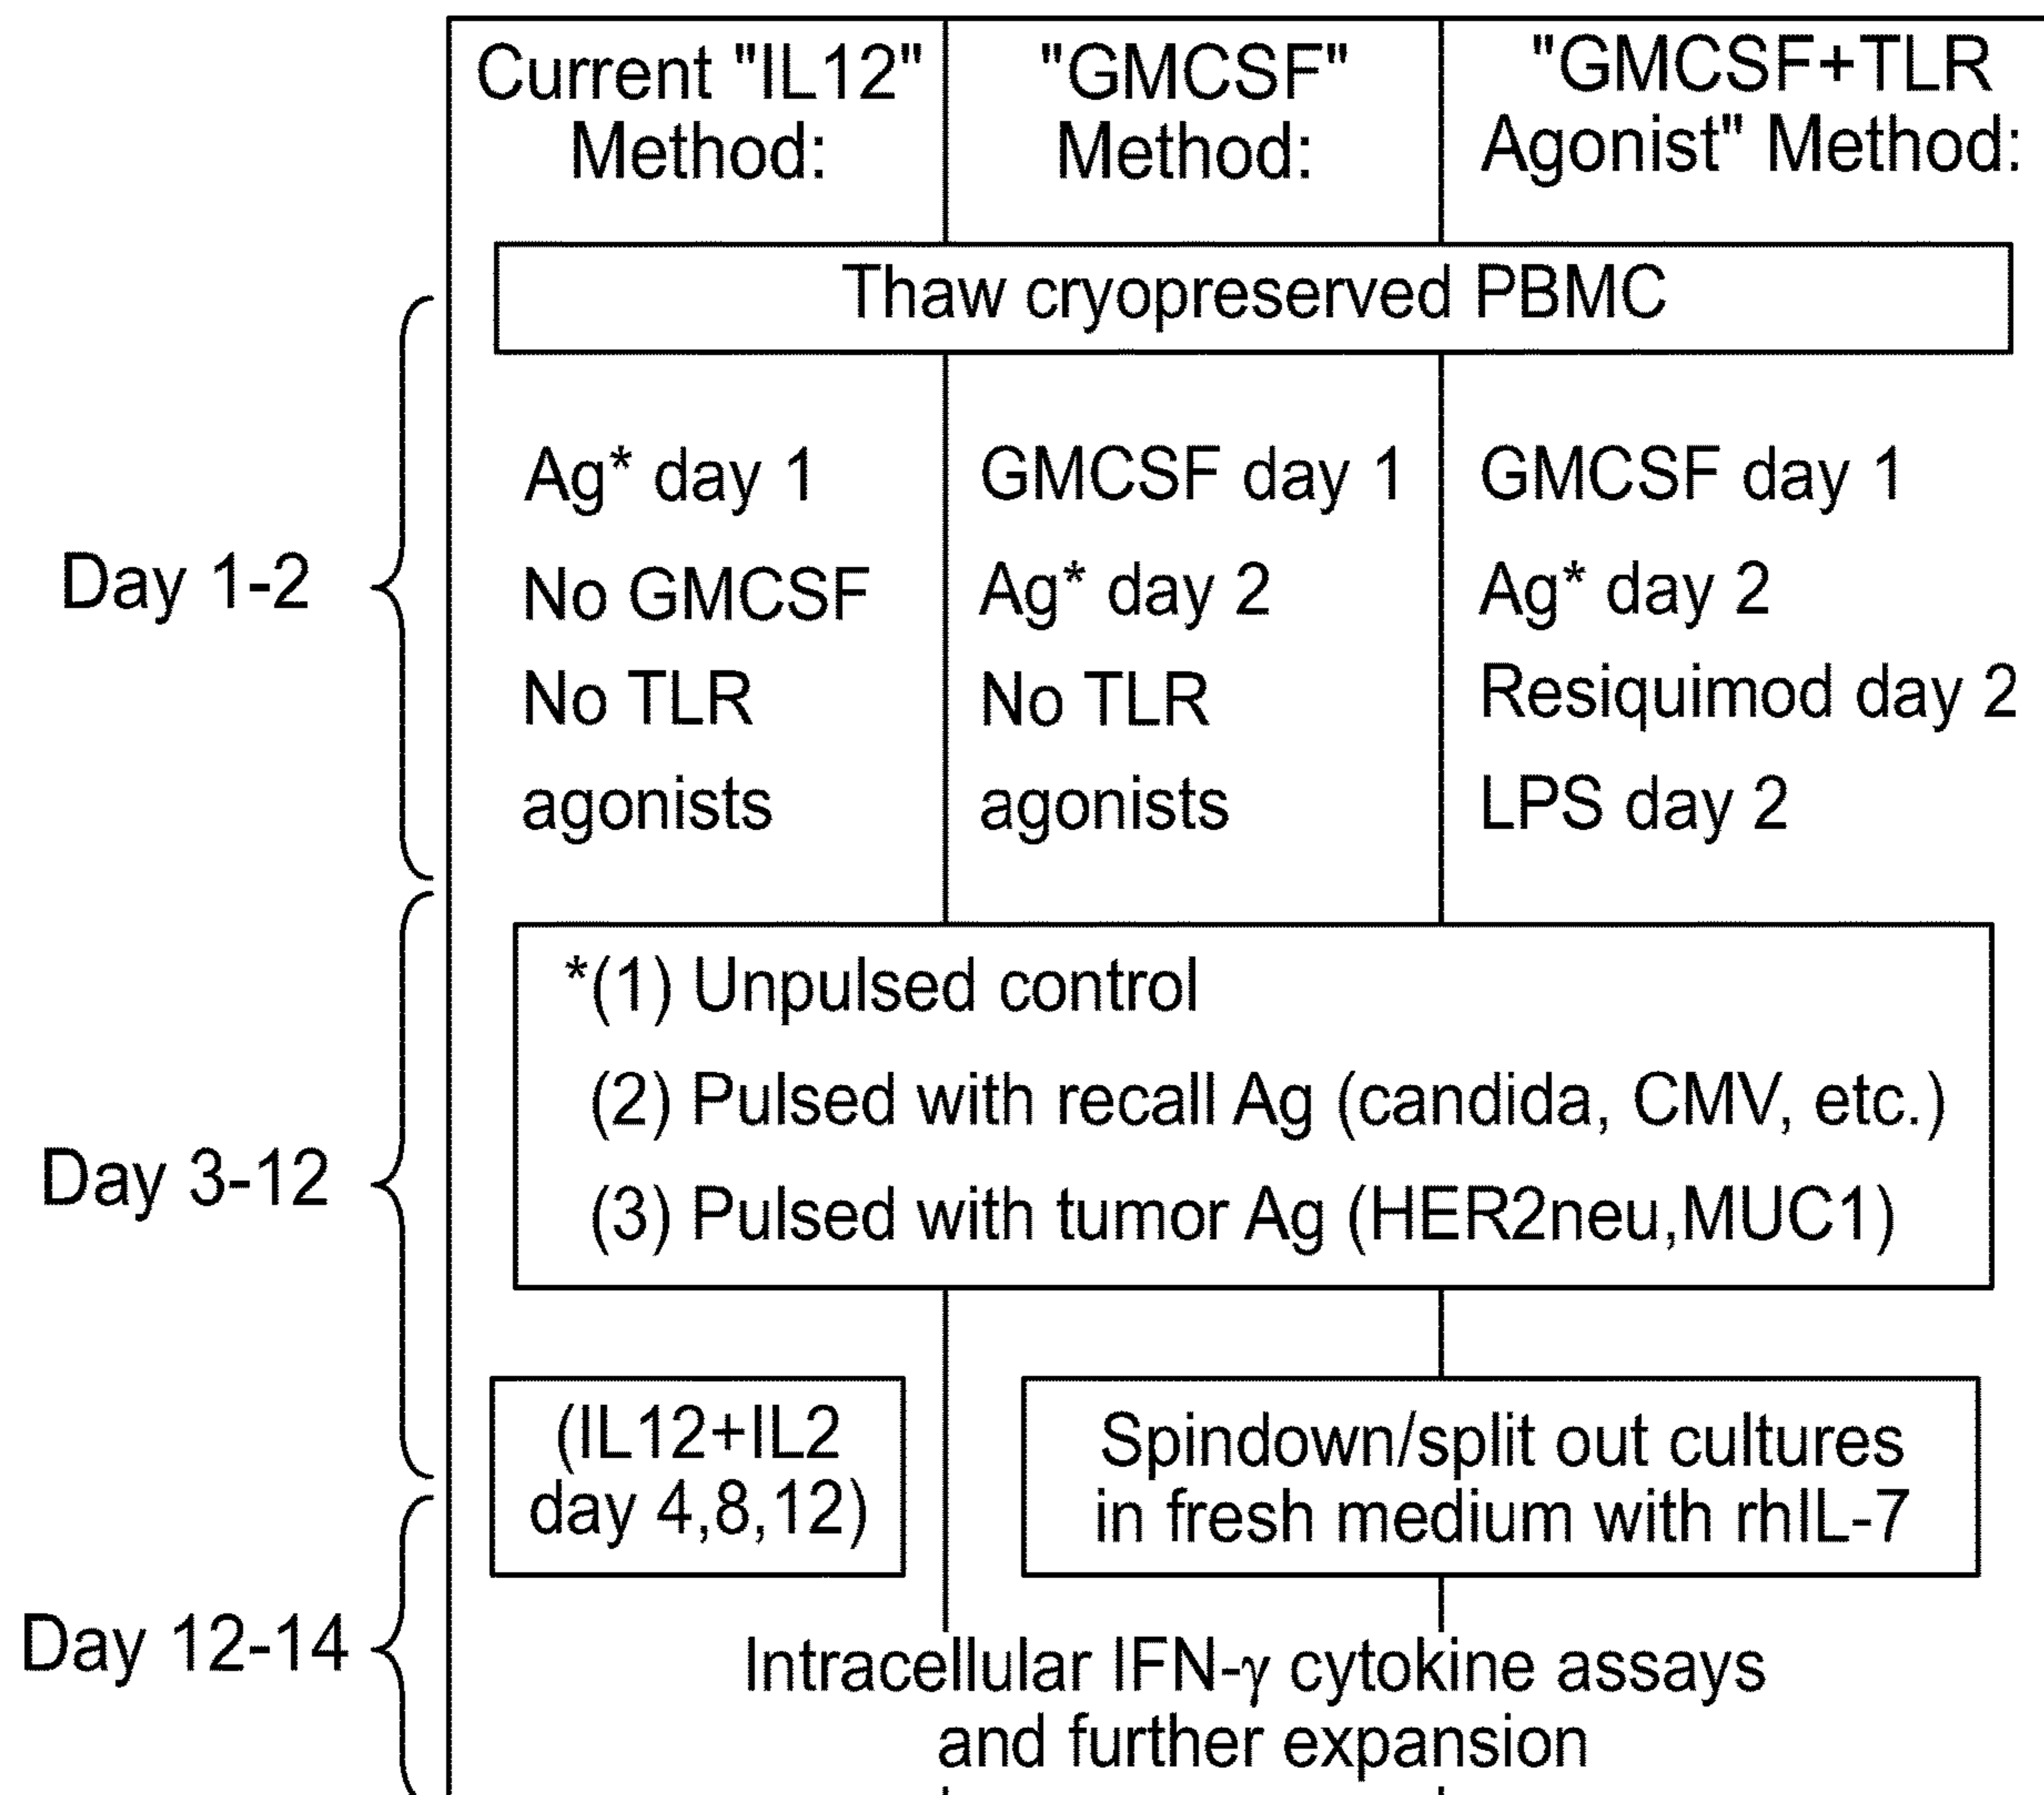 Current "IL12"
Method:
"GMCSF"
Method:
"GMCSF+TLR
Agonist" Method:
Thaw cryopreserved PBMC
Day 1-2
Ag* day 1
No GMCSF
No TLR
agonists
GMCSF day 1
Ag* day 2
No TLR
agonists
GMCSF day 1
Ag* day 2
Resiquimod day 2
LPS day 2
Day 3-12
*(1) Unpulsed control
(2) Pulsed with recall Ag (candida, CMV, etc.)
(3) Pulsed with tumor Ag (HER2neu,MUC1)
(IL12+IL2
day 4,8,12)
Spindown/split out cultures
in fresh medium with rhIL-7
Day 12-14
Intracellular IFN-γ cytokine assays
and further expansion